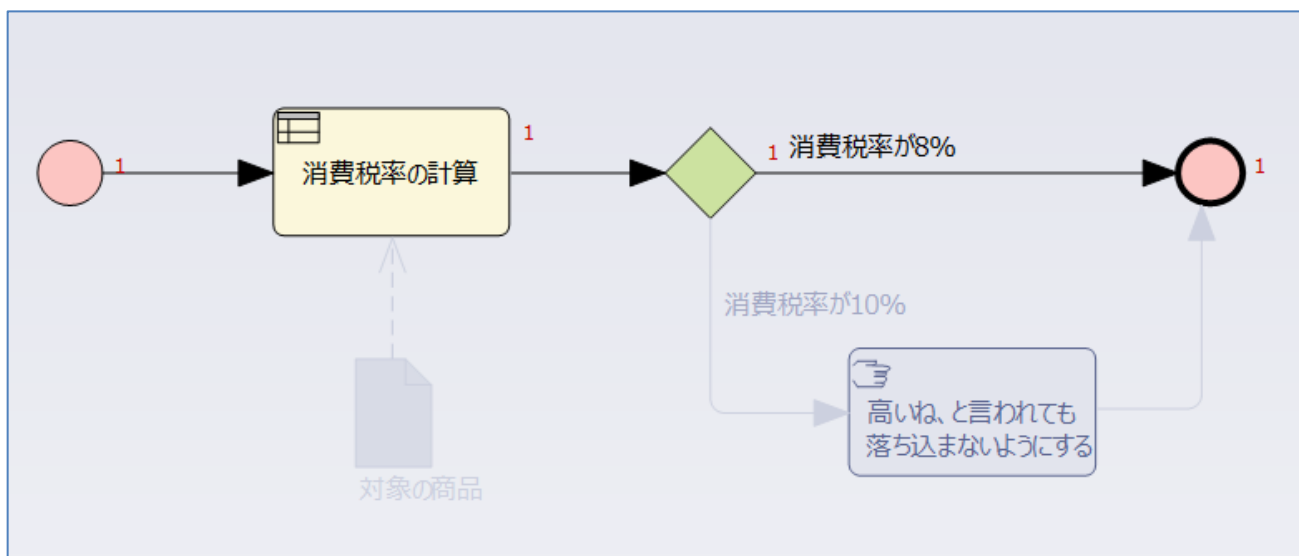 1
消費税率の計算
1
1 消費税率が8%
1
消費税率が10%
高いね、と言われても
落ち込まないようにする
対象の商品